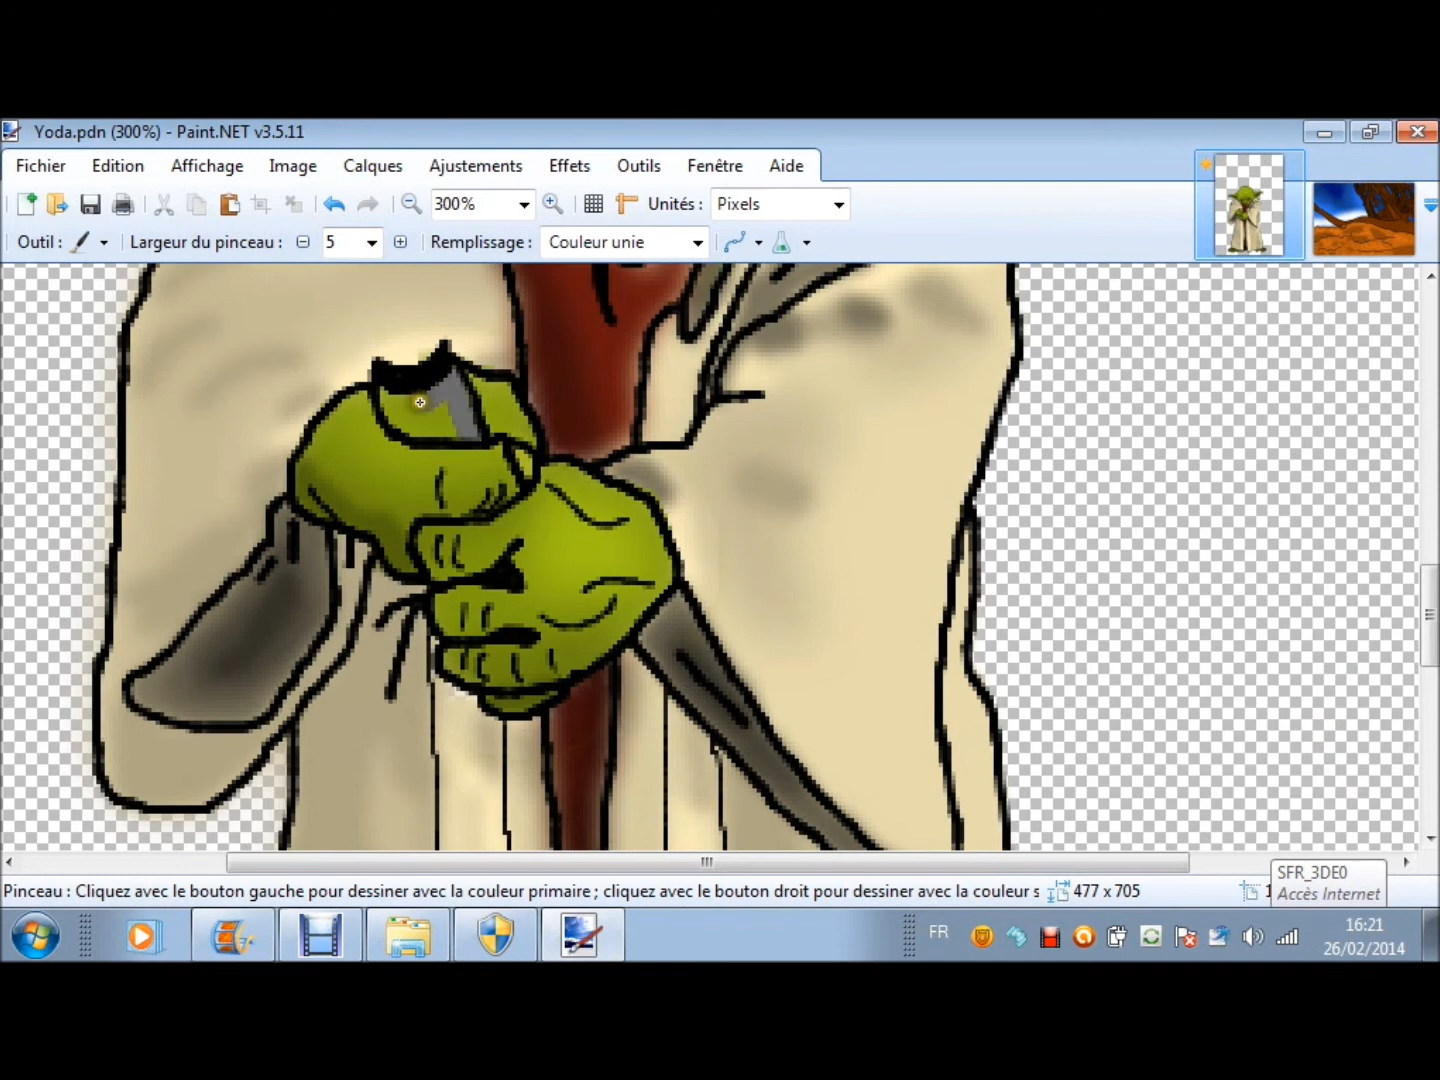 Yoda.pdn (300%) - Paint.NET v3.5.11
Fichier Edition Affichage Image Calques Ajustements Effets Outils Fenêtre Aide
300% Unités : Pixels
Outil : Largeur du pinceau : 5 Remplissage : Couleur unie
SFR_3DE0
Pinceau : Cliquez avec le bouton gauche pour dessiner avec la couleur primaire ; cliquez avec le bouton droit pour dessiner avec la couleur s 477 x 705 1
Accès Internet
FR 16:21
26/02/2014